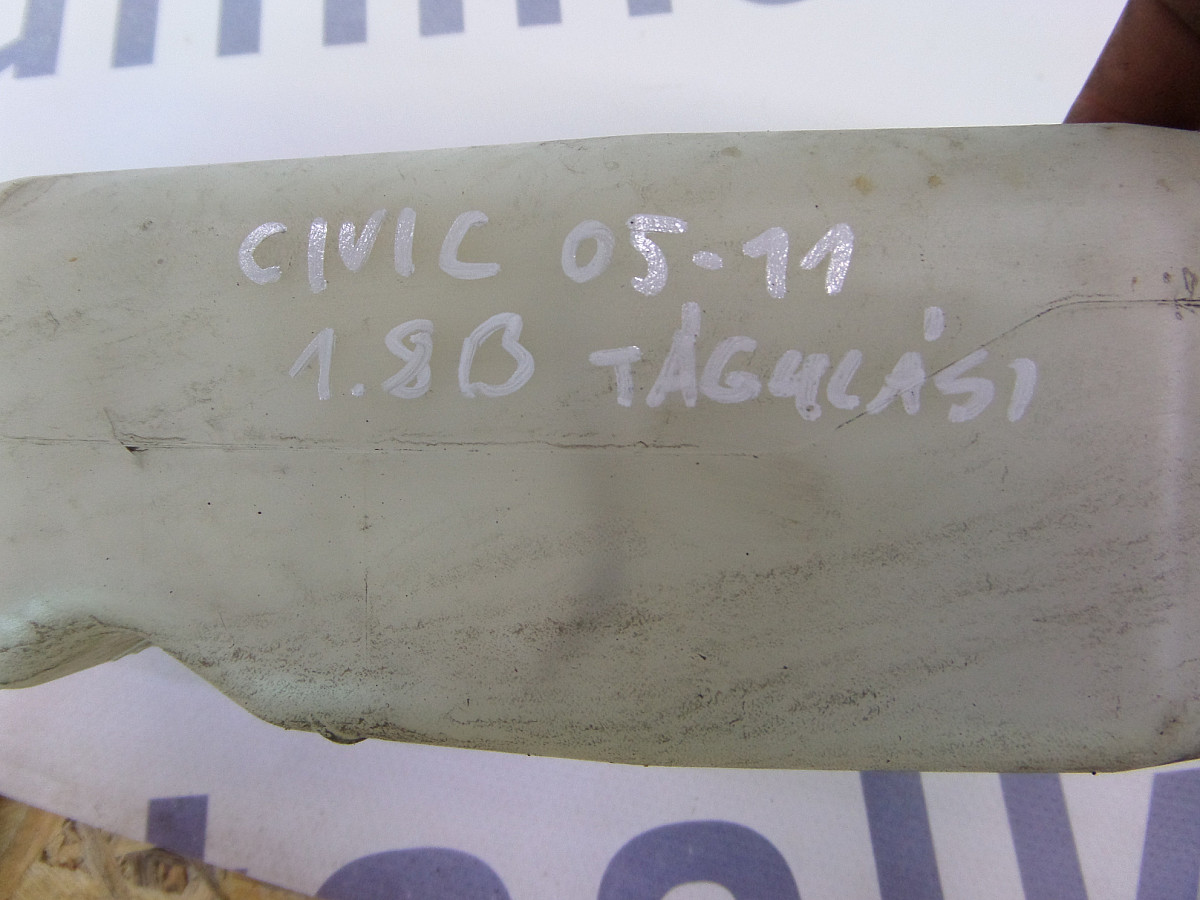 CIVIC 05-11
1.8B TÁGULÁSI